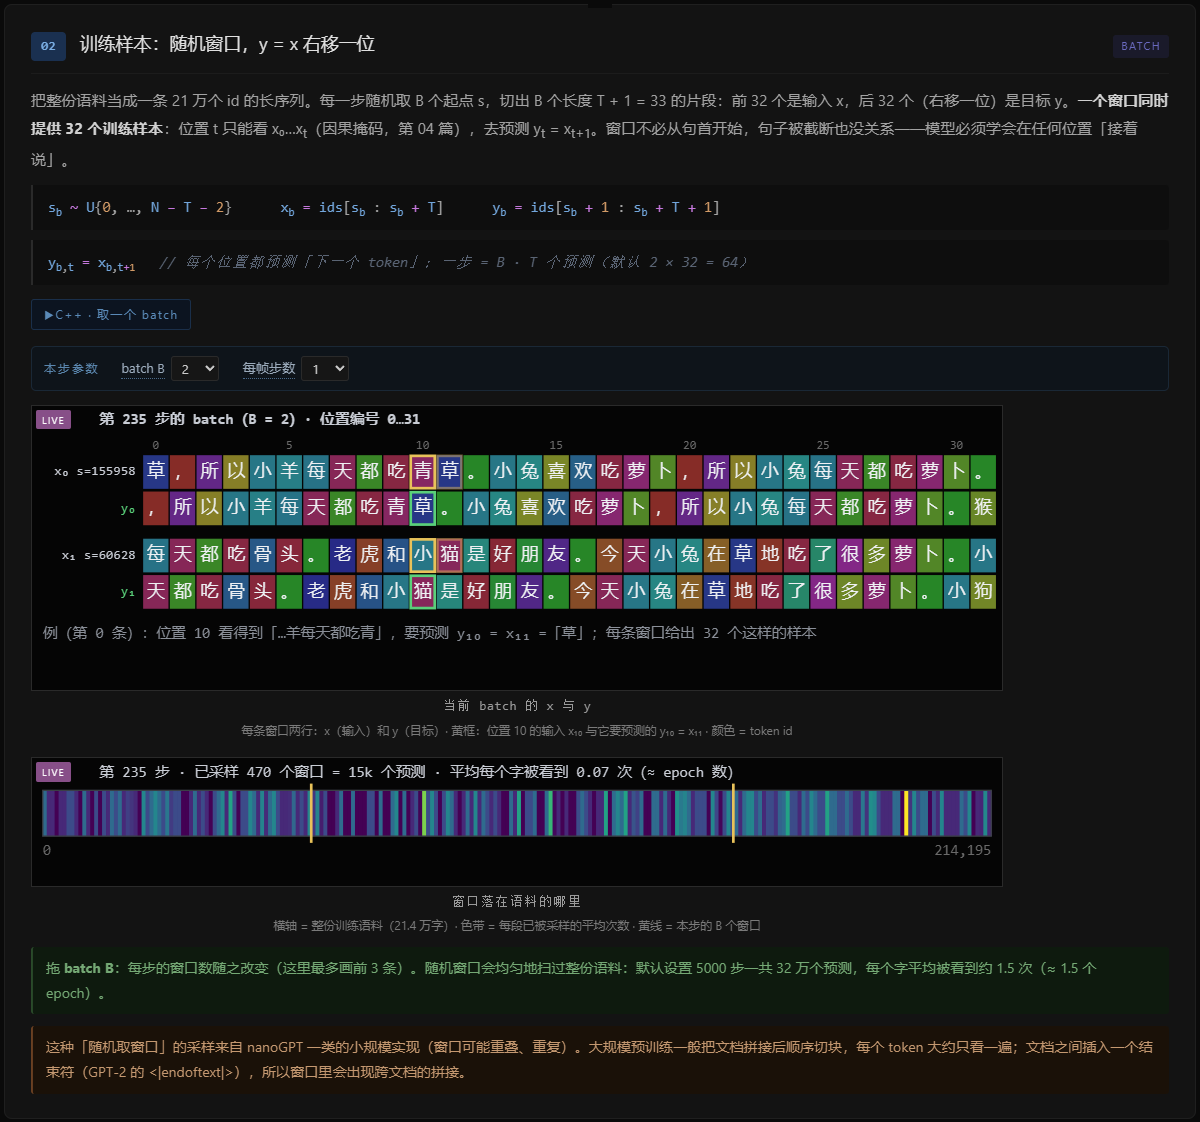 02 训练样本：随机窗口，y = x 右移一位 BATCH
把整份语料当成一条 21 万个 id 的长序列。每一步随机取 B 个起点 s，切出 B 个长度 T + 1 = 33 的片段：前 32 个是输入 x，后 32 个（右移一位）是目标 y。一个窗口同时
提供 32 个训练样本：位置 t 只能看 x₀…xₜ（因果掩码，第 04 篇），去预测 yₜ = xₜ₊₁。窗口不必从句首开始，句子被截断也没关系——模型必须学会在任何位置「接着
说」。
s_b ~ U{0, …, N − T − 2} x_b = ids[s_b : s_b + T] y_b = ids[s_b + 1 : s_b + T + 1]
y_b,t = x_b,t+1 // 每个位置都预测「下一个 token」；一步 = B · T 个预测（默认 2 × 32 = 64）
▶C++ · 取一个 batch
本步参数 batch B 2 每帧步数 1
LIVE 第 235 步的 batch (B = 2) · 位置编号 0…31
0 5 10 15 20 25 30
x₀ s=155958 草，所以小羊每天都吃青草。小兔喜欢吃萝卜，所以小兔每天都吃萝卜。
y₀ ，所以小羊每天都吃青草。小兔喜欢吃萝卜，所以小兔每天都吃萝卜。猴
x₁ s=60628 每天都吃骨头。老虎和小猫是好朋友。今天小兔在草地吃了很多萝卜。小
y₁ 天都吃骨头。老虎和小猫是好朋友。今天小兔在草地吃了很多萝卜。小狗
例（第 0 条）：位置 10 看得到「…羊每天都吃青」，要预测 y₁₀ = x₁₁ =「草」；每条窗口给出 32 个这样的样本
当前 batch 的 x 与 y
每条窗口两行：x（输入）和 y（目标）· 黄框：位置 10 的输入 x₁₀ 与它要预测的 y₁₀ = x₁₁ · 颜色 = token id
LIVE 第 235 步 · 已采样 470 个窗口 = 15k 个预测 · 平均每个字被看到 0.07 次（≈ epoch 数）
0 214,195
窗口落在语料的哪里
横轴 = 整份训练语料（21.4 万字）· 色带 = 每段已被采样的平均次数 · 黄线 = 本步的 B 个窗口
拖 batch B：每步的窗口数随之改变（这里最多画前 3 条）。随机窗口会均匀地扫过整份语料：默认设置 5000 步一共 32 万个预测，每个字平均被看到约 1.5 次（≈ 1.5 个
epoch）。
这种「随机取窗口」的采样来自 nanoGPT 一类的小规模实现（窗口可能重叠、重复）。大规模预训练一般把文档拼接后顺序切块，每个 token 大约只看一遍；文档之间插入一个结
束符（GPT-2 的 <|endoftext|>），所以窗口里会出现跨文档的拼接。